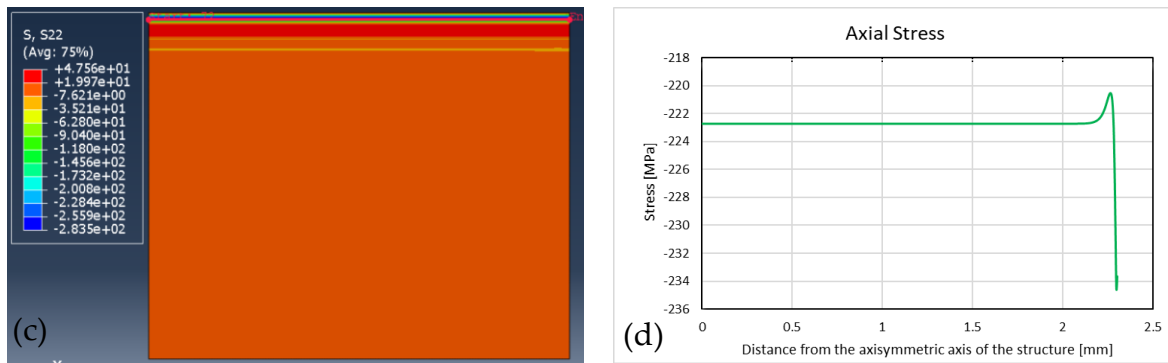 S, S22
(Avg: 75%)
+4.756e+01
+1.997e+01
-7.621e+00
-3.521e+01
-6.280e+01
-9.040e+01
-1.180e+02
-1.456e+02
-1.732e+02
-2.008e+02
-2.284e+02
-2.559e+02
-2.835e+02
(c)
Axial Stress
-218
-220
-222
-223
-226
-228
-230
-232
-234
-236
0
0.5
1
1.5
2
2.5
Stress [MPa]
Distance from the axisymmetric axis of the structure [mm]
(d)